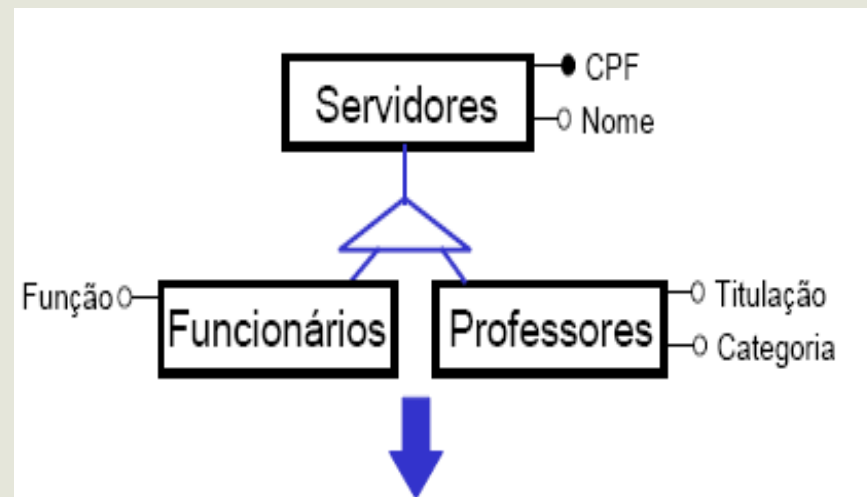 CPF
Servidores
Nome
Função
Funcionários
Professores
Titulação
Categoria